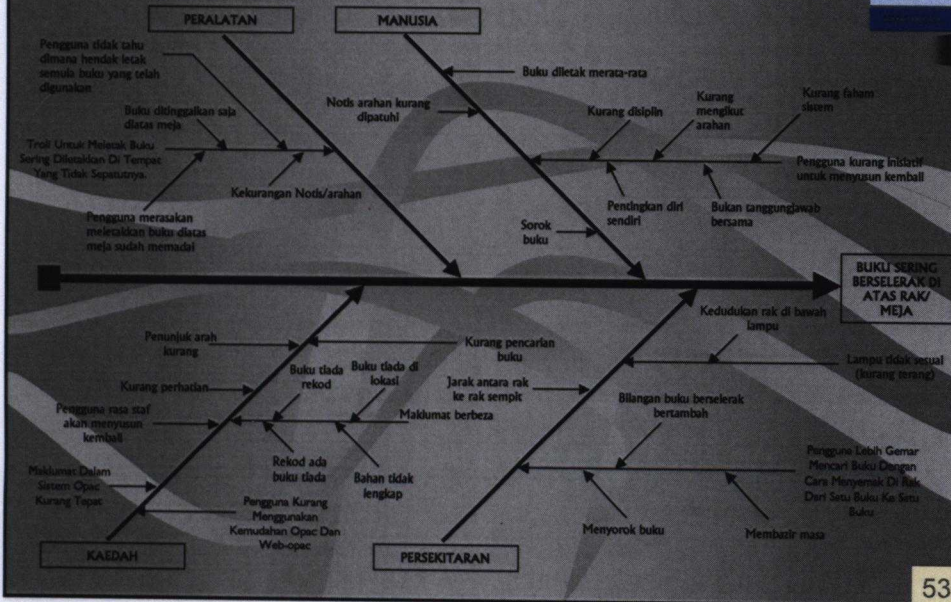 PERALATAN
MANUSIA
Pengguna tidak tahu
dimana hendak letak
semula buku yang telah
digunakan
Buku ditinggalkan saja
diatas meja
Troli Untuk Meletak Buku
Sering Diletakkan Di Tempat
Yang Tidak Sepatutnya.
Kekurangan Notis/arahan
Pengguna merasakan
meletakkan buku diatas
meja sudah memadai
Buku diletak merata-rata
Notis arahan kurang
dipatuhi
Kurang disiplin
Kurang
mengikut
arahan
Kurang faham
sistem
Pengguna kurang inisiatif
untuk menyusun kembali
Pentingkan diri
sendiri
Bukan tanggungjawab
bersama
Sorok
buku
BUKU SERING
BERSELERAK DI
ATAS RAK/
MEJA
Penunjuk arah
kurang
Kurang pencarian
buku
Kurang perhatian
Buku tiada
rekod
Buku tiada di
lokasi
Pengguna rasa staf
akan menyusun
kembali
Maklumat berbeza
Rekod ada
buku tiada
Bahan tidak
lengkap
Maklumat Dalam
Sistem Opac
Kurang Tepat
Pengguna Kurang
Menggunakan
Kemudahan Opac Dan
Web-opac
KAEDAH
Kedudukan rak di bawah
lampu
Lampu tidak sesuai
(kurang terang)
Jarak antara rak
ke rak sempit
Bilangan buku berselerak
bertambah
Pengguna Lebih Gemar
Mencari Buku Dengan
Cara Menyemak Di Rak
Dari Satu Buku Ke Satu
Buku
Menyorok buku
Membazir masa
PERSEKITARAN
53